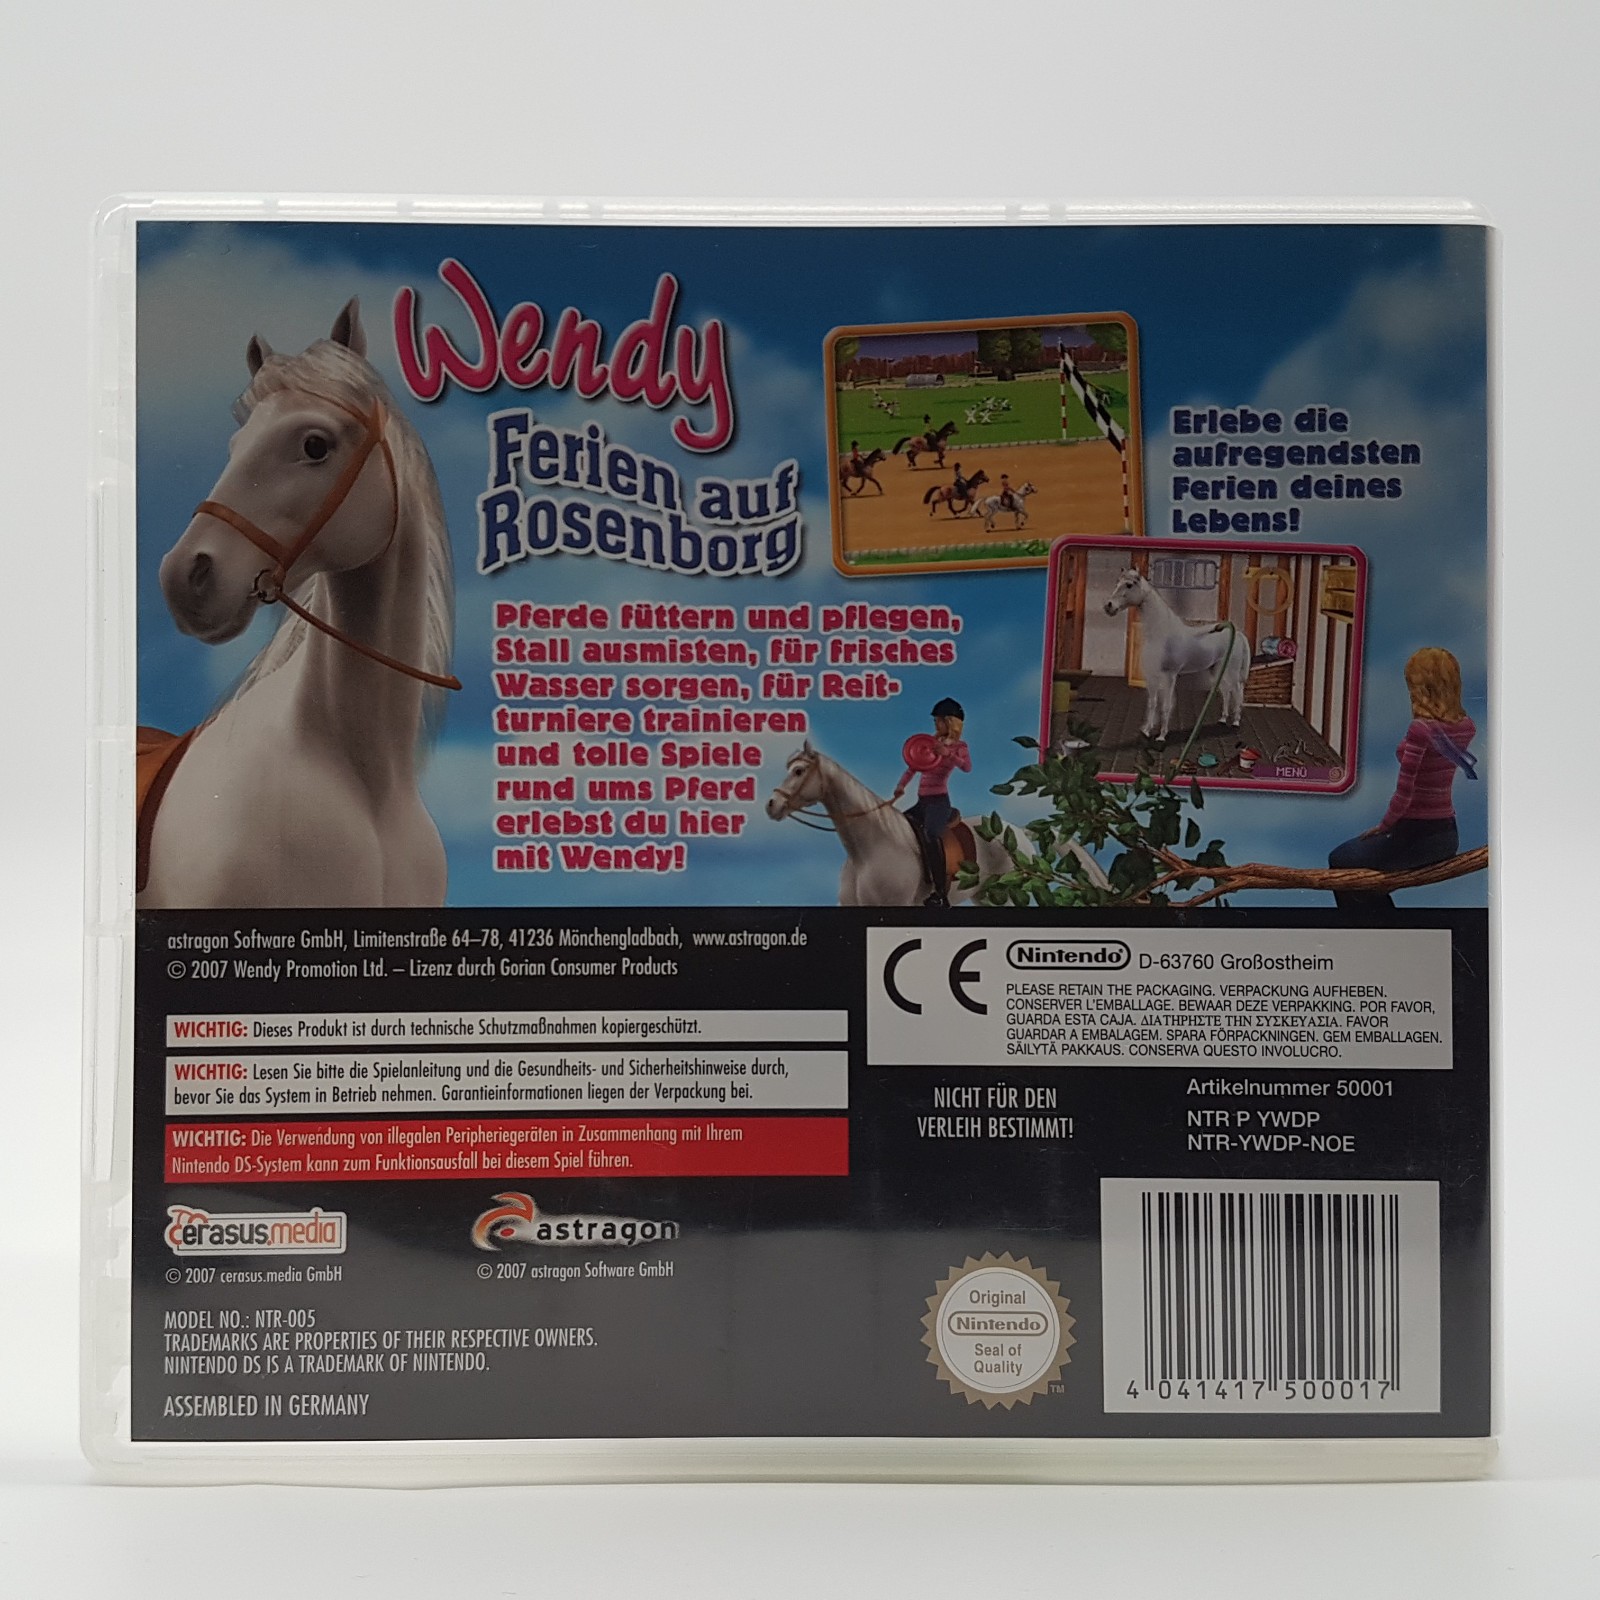 Wendy
Ferien auf
Rosenborg
Erlebe die
aufregendsten
Ferien deines
Lebens!
Pferde füttern und pflegen,
Stall ausmisten, für frisches
Wasser sorgen, für Reit-
turniere trainieren
und tolle Spiele
rund ums Pferd
erlebst du hier
mit Wendy!
MENÜ
astragon Software GmbH, Limitenstraße 64–78, 41236 Mönchengladbach, www.astragon.de
© 2007 Wendy Promotion Ltd. – Lizenz durch Gorian Consumer Products
WICHTIG: Dieses Produkt ist durch technische Schutzmaßnahmen kopiergeschützt.
WICHTIG: Lesen Sie bitte die Spielanleitung und die Gesundheits- und Sicherheitshinweise durch,
bevor Sie das System in Betrieb nehmen. Garantieinformationen liegen der Verpackung bei.
WICHTIG: Die Verwendung von illegalen Peripheriegeräten in Zusammenhang mit Ihrem
Nintendo DS-System kann zum Funktionsausfall bei diesem Spiel führen.
cerasus.media
© 2007 cerasus.media GmbH
astragon
© 2007 astragon Software GmbH
MODEL NO.: NTR-005
TRADEMARKS ARE PROPERTIES OF THEIR RESPECTIVE OWNERS.
NINTENDO DS IS A TRADEMARK OF NINTENDO.
ASSEMBLED IN GERMANY
CE Nintendo® D-63760 Großostheim
PLEASE RETAIN THE PACKAGING. VERPACKUNG AUFHEBEN.
CONSERVER L'EMBALLAGE. BEWAAR DEZE VERPAKKING. POR FAVOR,
GUARDA ESTA CAJA. ΔΙΑΤΗΡΗΣΤΕ ΤΗΝ ΣΥΣΚΕΥΑΣΙΑ. FAVOR
GUARDAR A EMBALAGEM. SPARA FÖRPACKNINGEN. GEM EMBALLAGEN.
SÄILYTÄ PAKKAUS. CONSERVA QUESTO INVOLUCRO.
NICHT FÜR DEN
VERLEIH BESTIMMT!
Artikelnummer 50001
NTR P YWDP
NTR-YWDP-NOE
Original
Nintendo
Seal of
Quality
TM
4 041417 500017